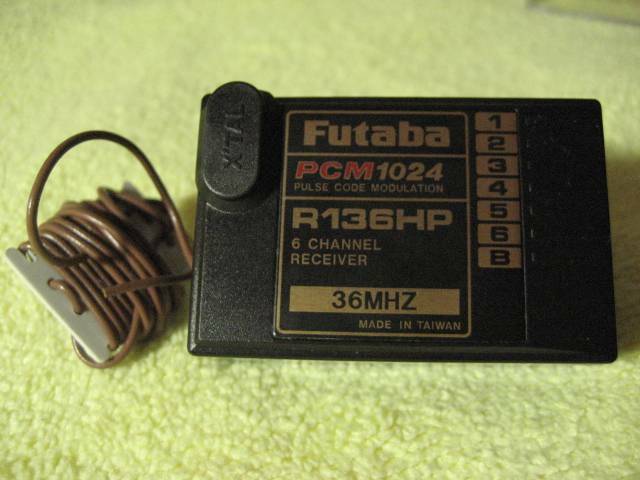 X'TAL
Futaba
PCM1024
PULSE CODE MODULATION
R136HP
6 CHANNEL
RECEIVER
36MHZ
MADE IN TAIWAN
1
2
3
4
5
6
B